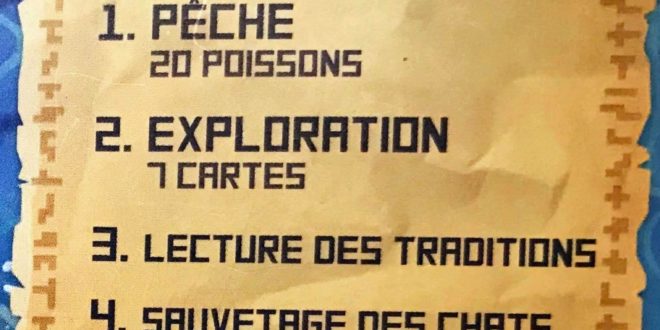 1. PÊCHE
20 POISSONS
2. EXPLORATION
7 CARTES
3. LECTURE DES TRADITIONS
4. SAUVETAGE DES CHATS